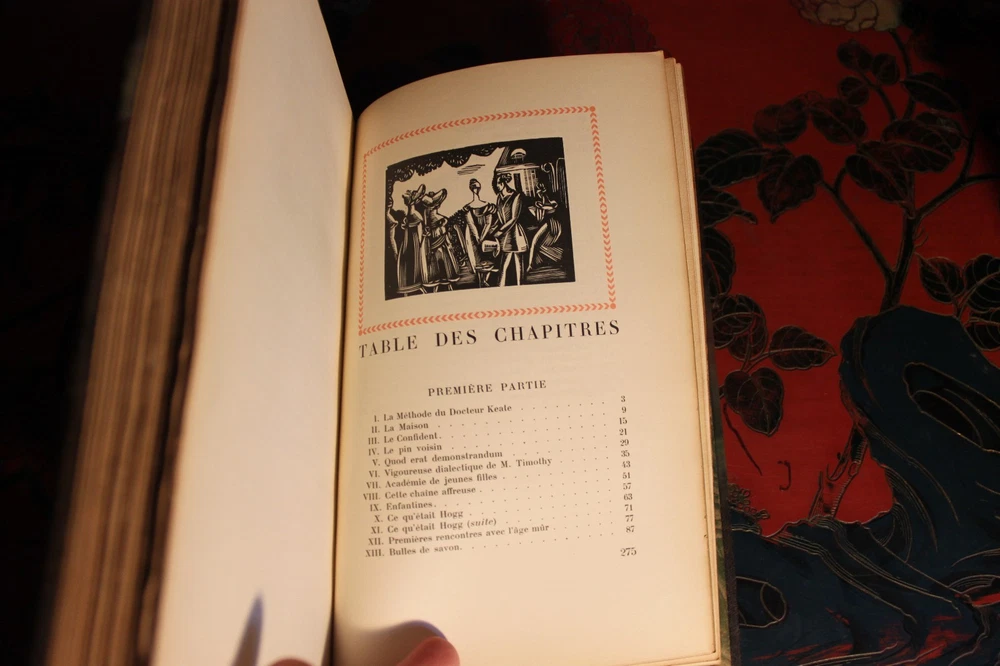 TABLE DES CHAPITRES
PREMIÈRE PARTIE
I. La Méthode du Docteur Keate . . . . . . . 3
II. La Maison . . . . . . . 9
III. Le Confident . . . . . . . 15
IV. Le pin voisin . . . . . . . 21
V. Quod erat demonstrandum . . . . . . . 29
VI. Vigoureuse dialectique de M. Timothy . . . . . . . 35
VII. Académie de jeunes filles . . . . . . . 43
VIII. Cette chaîne affreuse . . . . . . . 51
IX. Enfantines . . . . . . . 57
X. Ce qu'était Hogg . . . . . . . 63
XI. Ce qu'était Hogg (suite) . . . . . . . 71
XII. Premières rencontres avec l'âge mûr . . . . . . . 77
XIII. Bulles de savon . . . . . . . 87
275